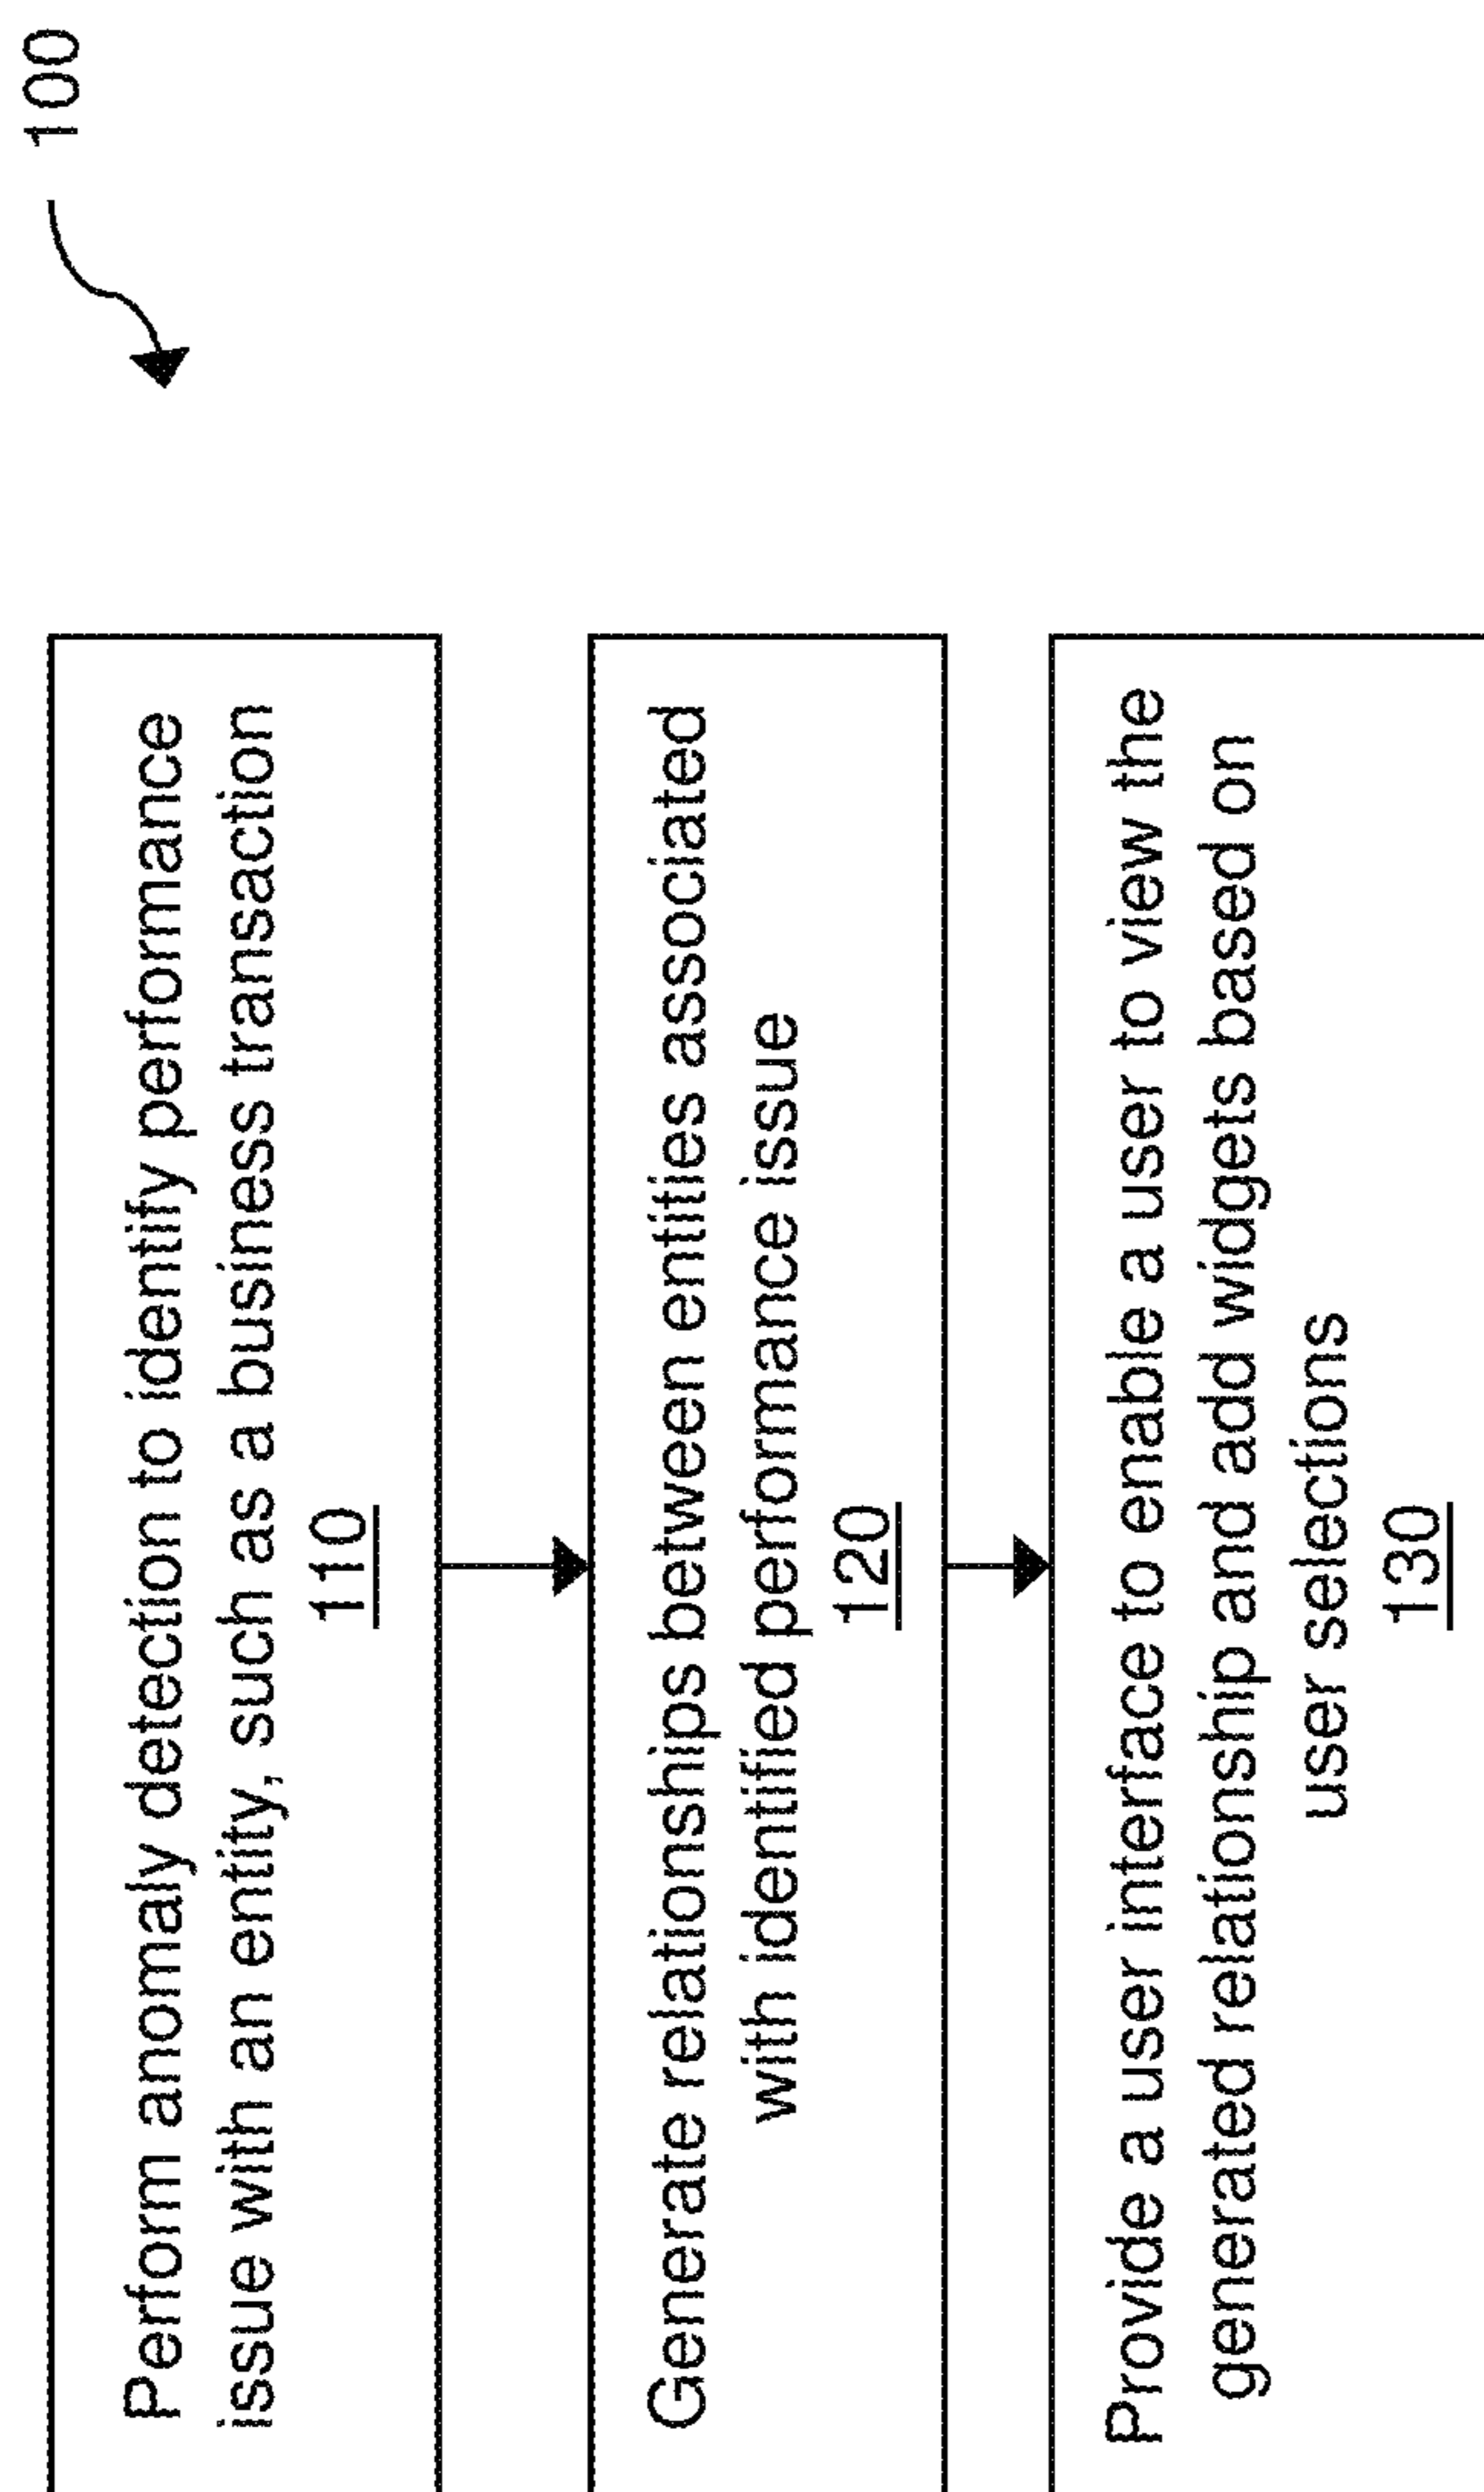 100
Perform anomaly detection to identify performance
issue with an entity, such as a business transaction
110
Generate relationships between entities associated
with identified performance issue
120
Provide a user interface to enable a user to view the
generated relationship and add widgets based on
user selections
130